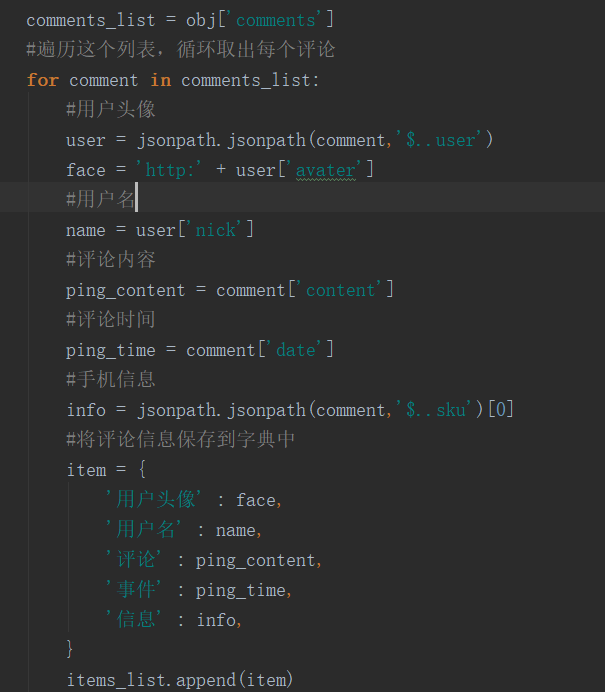 comments_list = obj['comments']
#遍历这个列表，循环取出每个评论
for comment in comments_list:
    #用户头像
    user = jsonpath.jsonpath(comment,'$..user')
    face = 'http:' + user['avater']
    #用户名
    name = user['nick']
    #评论内容
    ping_content = comment['content']
    #评论时间
    ping_time = comment['date']
    #手机信息
    info = jsonpath.jsonpath(comment,'$..sku')[0]
    #将评论信息保存到字典中
    item = {
        '用户头像' : face,
        '用户名' : name,
        '评论' : ping_content,
        '事件' : ping_time,
        '信息' : info,
    }
    items_list.append(item)